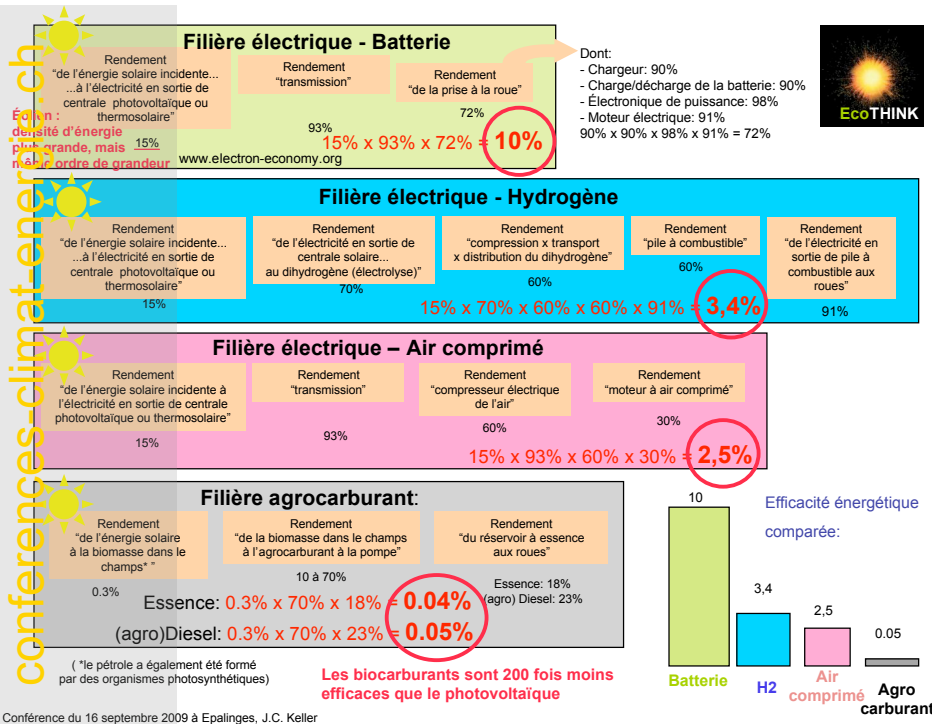 conferences-climat-energie.ch
Filière électrique - Batterie
Rendement
“de l’énergie solaire incidente...
...à l’électricité en sortie de
centrale photovoltaïque ou
thermosolaire”
15%
Rendement
“transmission”
93%
Rendement
“de la prise à la roue”
72%
15% x 93% x 72% = 10%
www.electron-economy.org
Éolien :
densité d’énergie
plus grande, mais
même ordre de grandeur
Dont:
- Chargeur: 90%
- Charge/décharge de la batterie: 90%
- Électronique de puissance: 98%
- Moteur électrique: 91%
90% x 90% x 98% x 91% = 72%
EcoTHINK
Filière électrique - Hydrogène
Rendement
“de l’énergie solaire incidente...
...à l’électricité en sortie de
centrale photovoltaïque ou
thermosolaire”
15%
Rendement
“de l’électricité en sortie de
centrale solaire...
au dihydrogène (électrolyse)”
70%
Rendement
“compression x transport
x distribution du dihydrogène”
60%
Rendement
“pile à combustible”
60%
Rendement
“de l’électricité en
sortie de pile à
combustible aux
roues”
91%
15% x 70% x 60% x 60% x 91% = 3,4%
Filière électrique – Air comprimé
Rendement
“de l’énergie solaire incidente à
l’électricité en sortie de centrale
photovoltaïque ou thermosolaire”
15%
Rendement
“transmission”
93%
Rendement
“compresseur électrique
de l’air”
60%
Rendement
“moteur à air comprimé”
30%
15% x 93% x 60% x 30% = 2,5%
Filière agrocarburant:
Rendement
“de l’énergie solaire
à la biomasse dans le
champs* ”
0.3%
Rendement
“de la biomasse dans le champs
à l’agrocarburant à la pompe”
10 à 70%
Rendement
“du réservoir à essence
aux roues”
Essence: 18%
(agro) Diesel: 23%
Essence: 0.3% x 70% x 18% = 0.04%
(agro)Diesel: 0.3% x 70% x 23% = 0.05%
( *le pétrole a également été formé
par des organismes photosynthétiques)
Les biocarburants sont 200 fois moins
efficaces que le photovoltaïque
Efficacité énergétique
comparée:
10
3,4
2,5
0.05
Batterie
H2
Air
comprimé
Agro
carburant
Conférence du 16 septembre 2009 à Epalinges, J.C. Keller